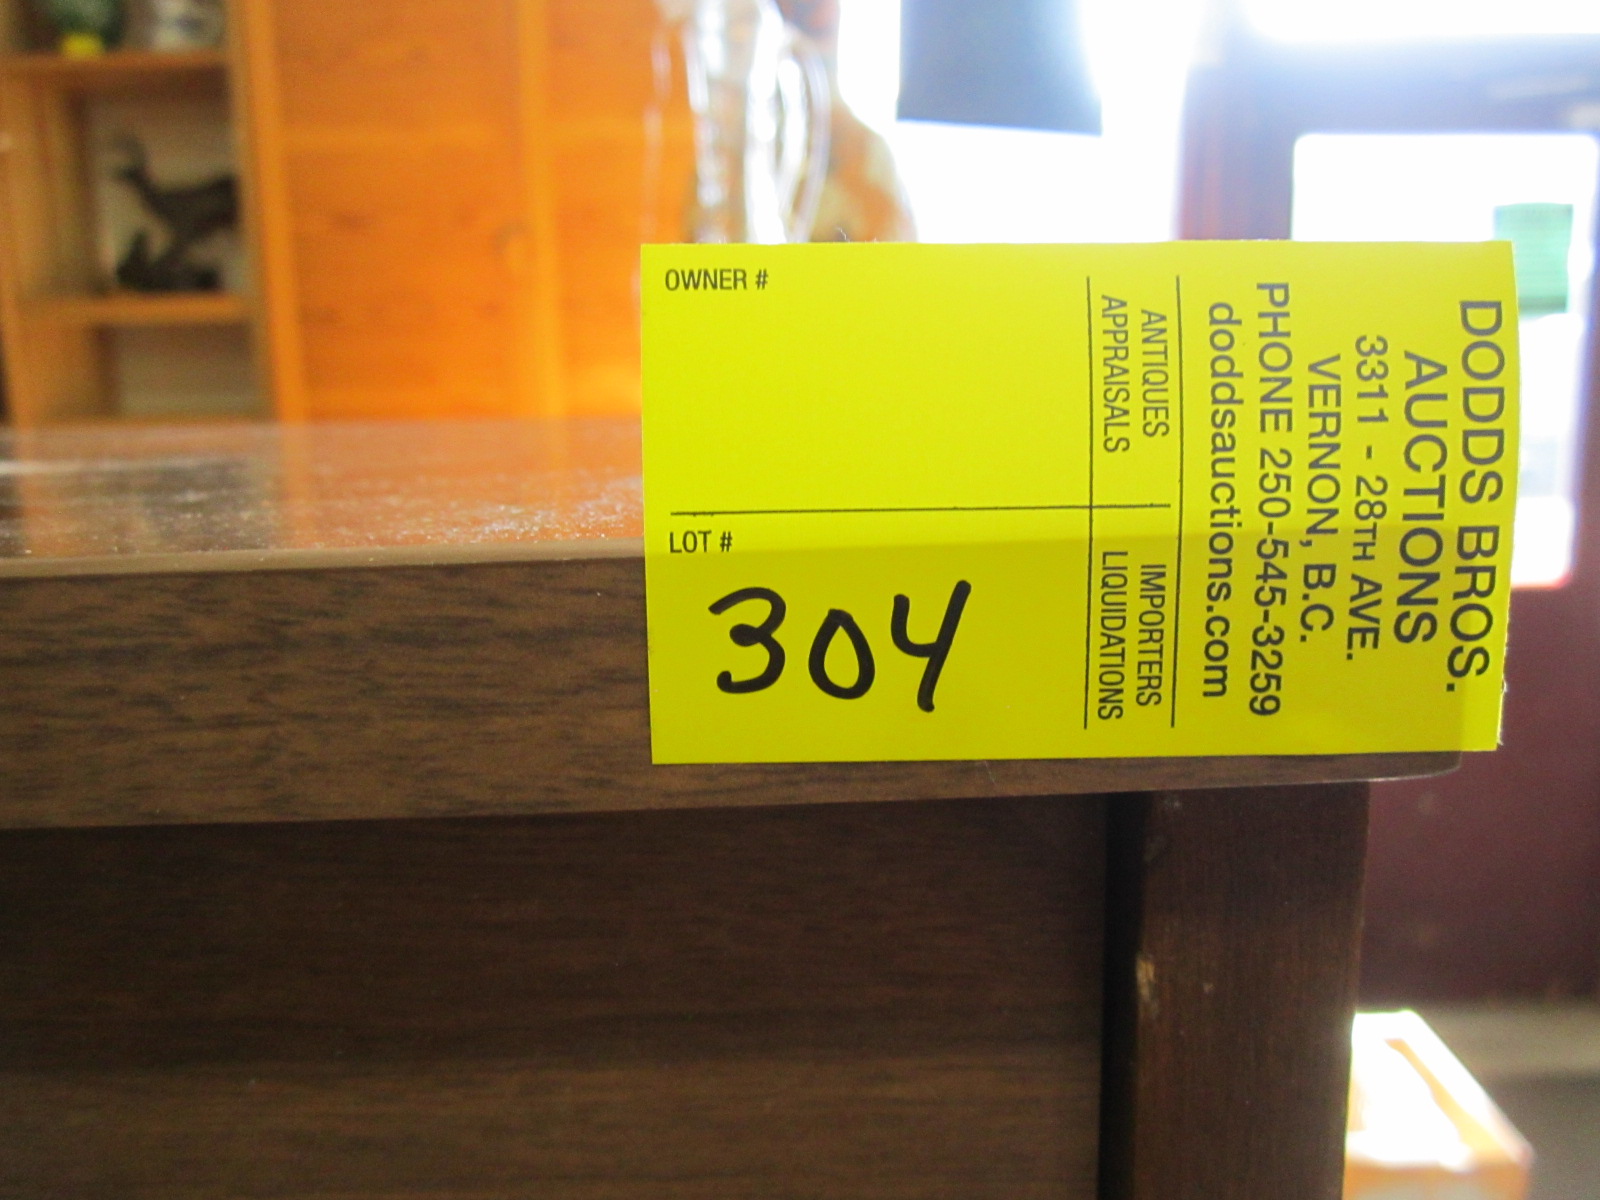 OWNER #
LOT #
304
ANTIQUES
APPRAISALS
IMPORTERS
LIQUIDATIONS
DODDS BROS.
AUCTIONS
3311 - 28TH AVE.
VERNON, B.C.
PHONE 250-545-3259
doddsauctions.com